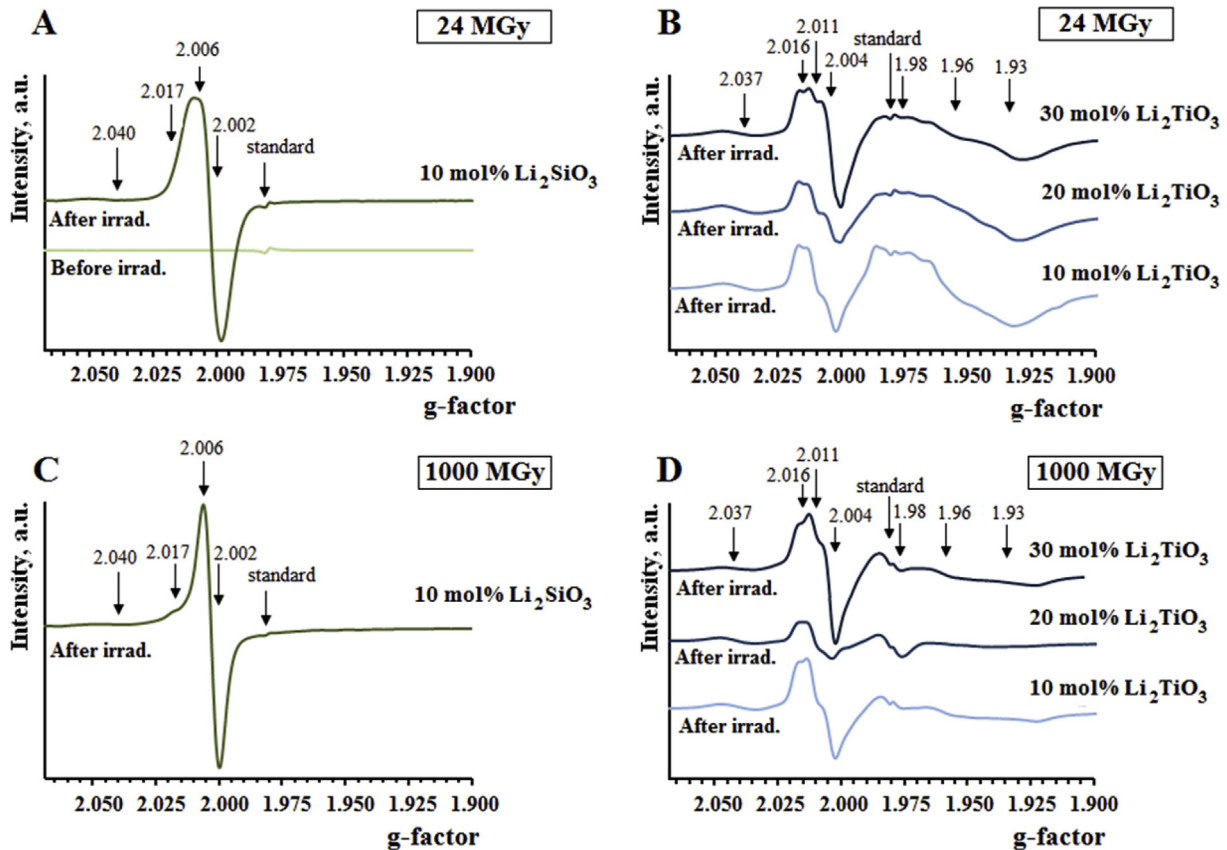 A
24 MGy
2.006
2.017
2.040
2.002
standard
10 mol% Li₂SiO₃
After irrad.
Before irrad.
Intensity, a.u.
2.050 2.025 2.000 1.975 1.950 1.925 1.900
g-factor
B
24 MGy
2.011
2.016
2.004
standard
2.037
1.98
1.96
1.93
30 mol% Li₂TiO₃
After irrad.
20 mol% Li₂TiO₃
After irrad.
10 mol% Li₂TiO₃
After irrad.
Intensity, a.u.
2.050 2.025 2.000 1.975 1.950 1.925 1.900
g-factor
C
1000 MGy
2.006
2.040
2.017
2.002
standard
10 mol% Li₂SiO₃
After irrad.
Intensity, a.u.
2.050 2.025 2.000 1.975 1.950 1.925 1.900
g-factor
D
1000 MGy
2.011
2.016
standard
2.037
2.004
1.98
1.96
1.93
30 mol% Li₂TiO₃
After irrad.
20 mol% Li₂TiO₃
After irrad.
10 mol% Li₂TiO₃
After irrad.
Intensity, a.u.
2.050 2.025 2.000 1.975 1.950 1.925 1.900
g-factor